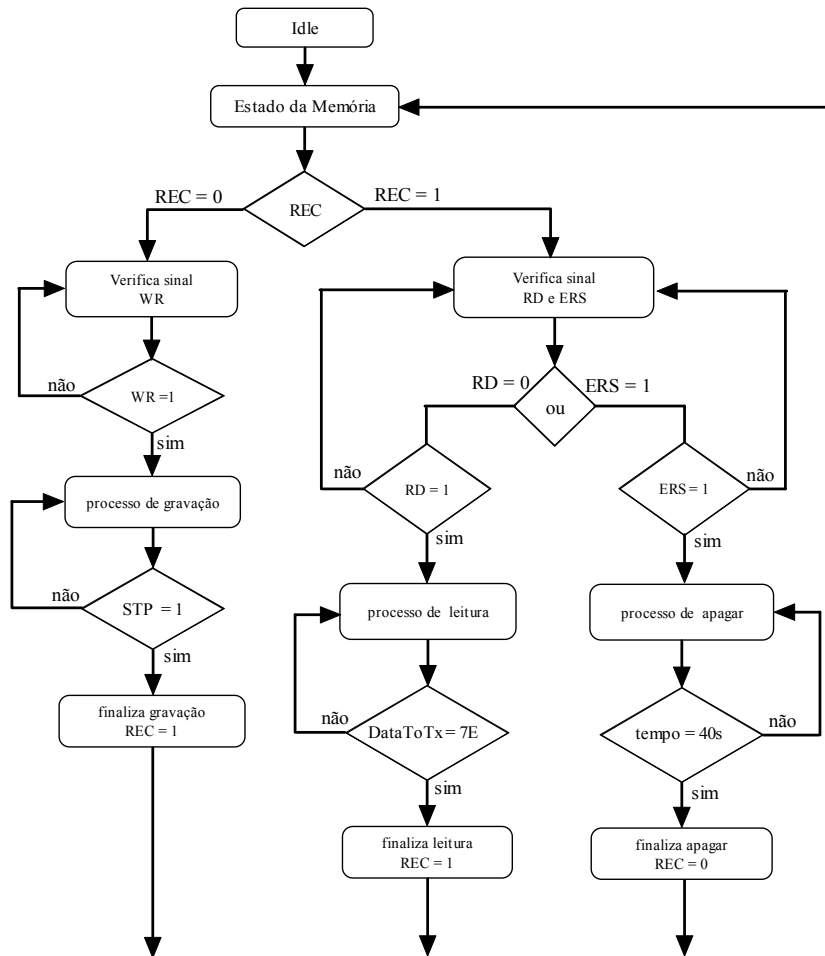 Idle
Estado da Memória
REC = 0
REC = 1
REC
Verifica sinal
WR
Verifica sinal
RD e ERS
não
WR =1
sim
RD = 0
ERS = 1
ou
processo de gravação
não
RD = 1
sim
ERS = 1
não
sim
não
STP = 1
sim
processo de leitura
processo de apagar
finaliza gravação
REC = 1
não
DataToTx = 7E
sim
tempo = 40s
não
sim
finaliza leitura
REC = 1
finaliza apagar
REC = 0